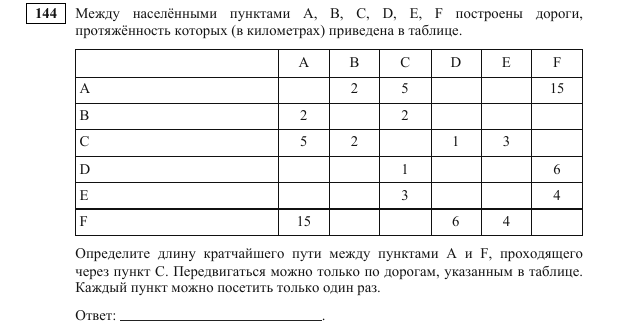 144 Между населёнными пунктами A, B, C, D, E, F построены дороги,
протяжённость которых (в километрах) приведена в таблице.
A B C D E F
A 2 5 15
B 2 2
C 5 2 1 3
D 1 6
E 3 4
F 15 6 4
Определите длину кратчайшего пути между пунктами A и F, проходящего
через пункт C. Передвигаться можно только по дорогам, указанным в таблице.
Каждый пункт можно посетить только один раз.
Ответ: ____________________.